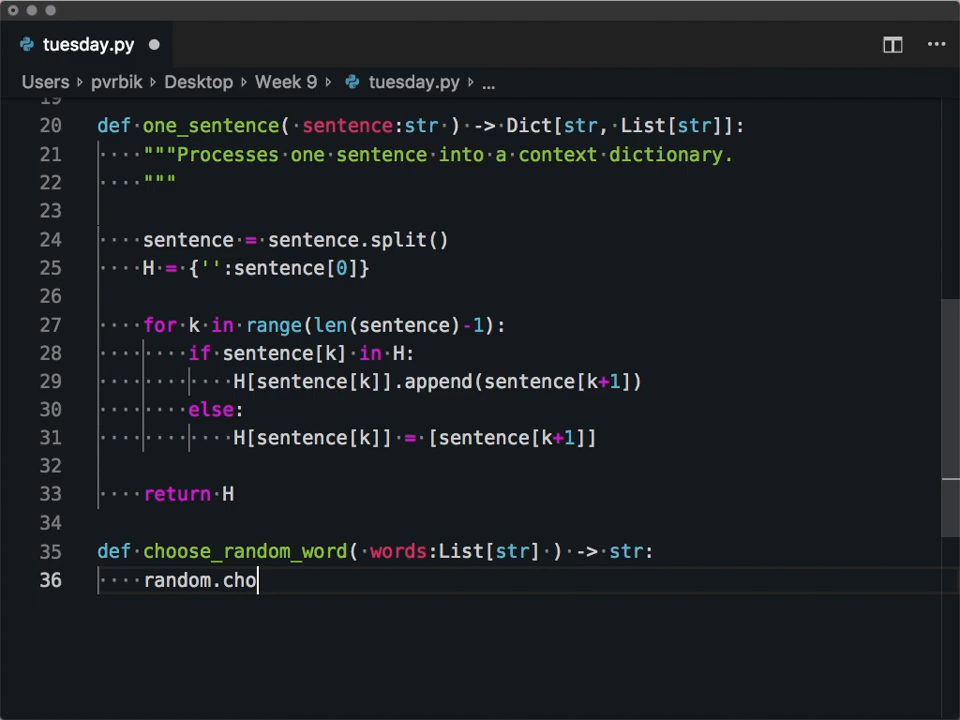 tuesday.py
Users Pvrbik Desktop Week 9 tuesday.py ...
19
20 def one_sentence( sentence:str ) -> Dict[str, List[str]]:
21 """Processes one sentence into a context dictionary.
22 """
23
24 sentence = sentence.split()
25 H = {'':sentence[0]}
26
27 for k in range(len(sentence)-1):
28 if sentence[k] in H:
29 H[sentence[k]].append(sentence[k+1])
30 else:
31 H[sentence[k]] = [sentence[k+1]]
32
33 return H
34
35 def choose_random_word( words:List[str] ) -> str:
36 random.cho